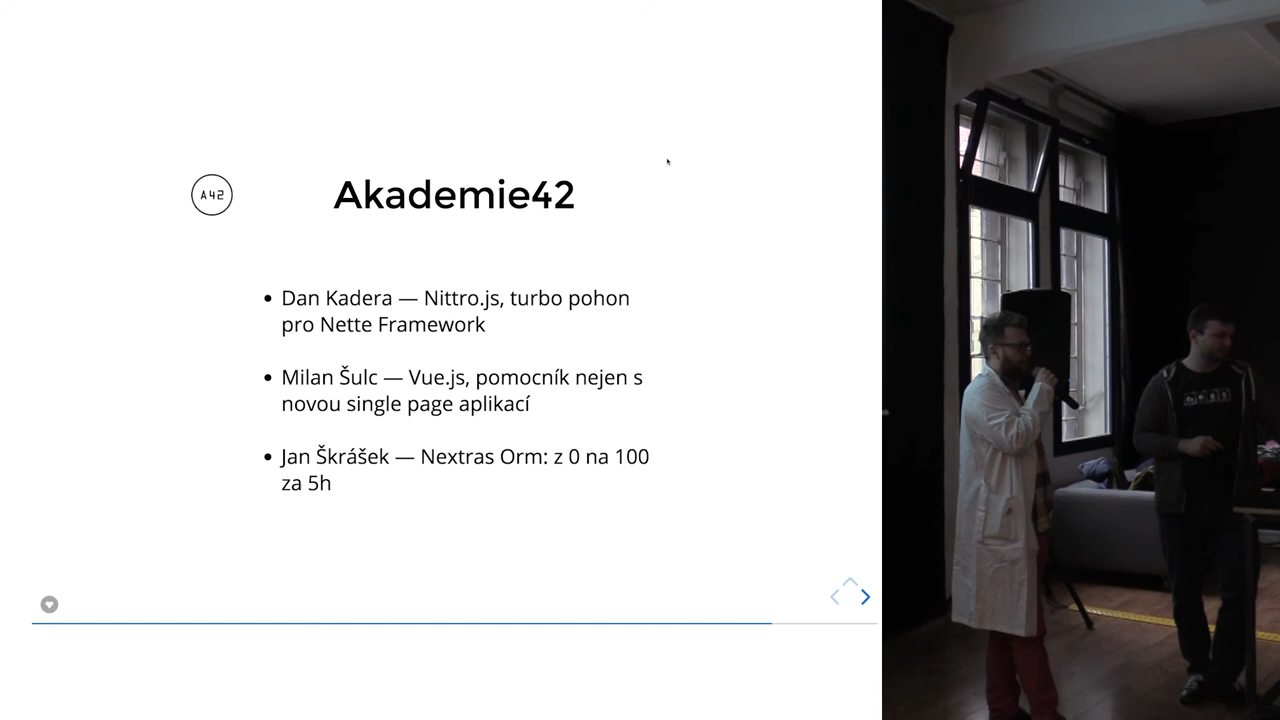 A42
Akademie42
Dan Kadera — Nittro.js, turbo pohon
pro Nette Framework
Milan Šulc — Vue.js, pomocník nejen s
novou single page aplikací
Jan Škrášek — Nextras Orm: z 0 na 100
za 5h